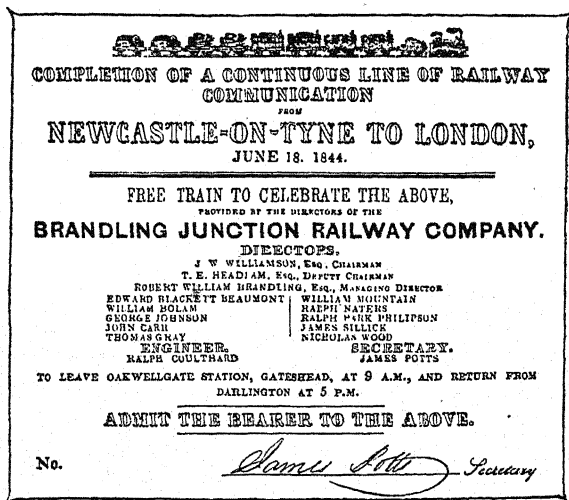 COMPLETION OF A CONTINUOUS LINE OF RAILWAY
COMMUNICATION
FROM
NEWCASTLE-ON-TYNE TO LONDON,
JUNE 18. 1844.
FREE TRAIN TO CELEBRATE THE ABOVE,
PROVIDED BY THE DIRECTORS OF THE
BRANDLING JUNCTION RAILWAY COMPANY.
DIRECTORS.
J W WILLIAMSON, ESQ. CHAIRMAN
T. E. HEADLAM, ESQ., DEPUTY CHAIRMAN
ROBERT WILLIAM BRANDLING, ESQ., MANAGING DIRECTOR
EDWARD BLACKETT BEAUMONT WILLIAM MOUNTAIN
WILLIAM BOLAM RALPH NATERS
GEORGE JOHNSON RALPH PARK PHILIPSON
JOHN CARR JAMES SILLICK
THOMAS GRAY NICHOLAS WOOD
ENGINEER. SECRETARY.
RALPH COULTHARD JAMES POTTS
TO LEAVE OAKWELLGATE STATION, GATESHEAD, AT 9 A.M., AND RETURN FROM
DARLINGTON AT 5 P.M.
ADMIT THE BEARER TO THE ABOVE.
No. James Potts Secretary